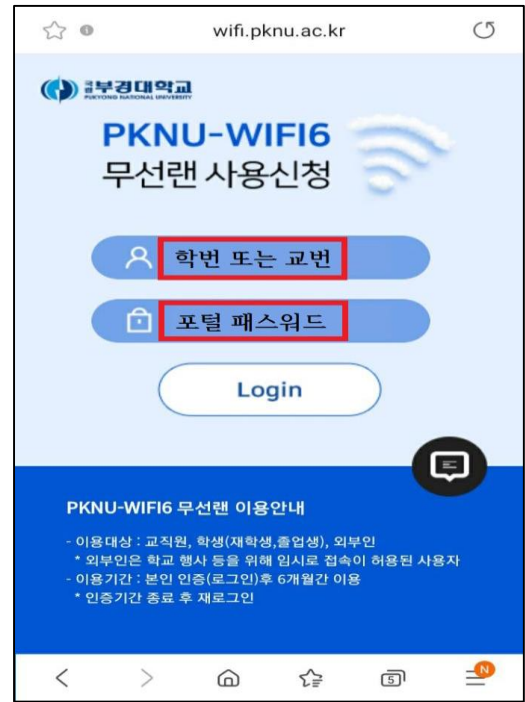 wifi.pknu.ac.kr
국립부경대학교
PUKYONG NATIONAL UNIVERSITY
PKNU-WIFI6
무선랜 사용신청
학번 또는 교번
포털 패스워드
Login
PKNU-WIFI6 무선랜 이용안내
- 이용대상 : 교직원, 학생(재학생,졸업생), 외부인
* 외부인은 학교 행사 등을 위해 임시로 접속이 허용된 사용자
- 이용기간 : 본인 인증(로그인)후 6개월간 이용
* 인증기간 종료 후 재로그인
5
N